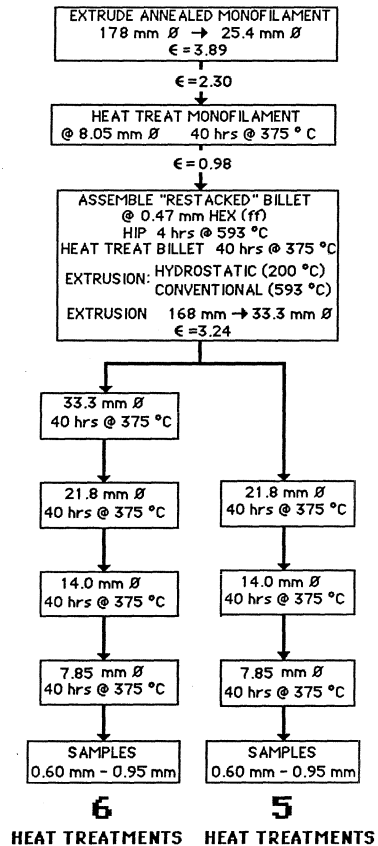 EXTRUDE ANNEALED MONOFILAMENT
178 mm Ø → 25.4 mm Ø
ϵ = 3.89
ϵ = 2.30
HEAT TREAT MONOFILAMENT
@ 8.05 mm Ø 40 hrs @ 375 ° C
ϵ = 0.98
ASSEMBLE "RESTACKED" BILLET
@ 0.47 mm HEX (ff)
HIP 4 hrs @ 593 °C
HEAT TREAT BILLET 40 hrs @ 375 °C
EXTRUSION: HYDROSTATIC (200 °C)
CONVENTIONAL (593 °C)
EXTRUSION 168 mm → 33.3 mm Ø
ϵ = 3.24
33.3 mm Ø
40 hrs @ 375 °C
21.8 mm Ø
40 hrs @ 375 °C
14.0 mm Ø
40 hrs @ 375 °C
7.85 mm Ø
40 hrs @ 375 °C
SAMPLES
0.60 mm - 0.95 mm
6
HEAT TREATMENTS
21.8 mm Ø
40 hrs @ 375 °C
14.0 mm Ø
40 hrs @ 375 °C
7.85 mm Ø
40 hrs @ 375 °C
SAMPLES
0.60 mm - 0.95 mm
5
HEAT TREATMENTS